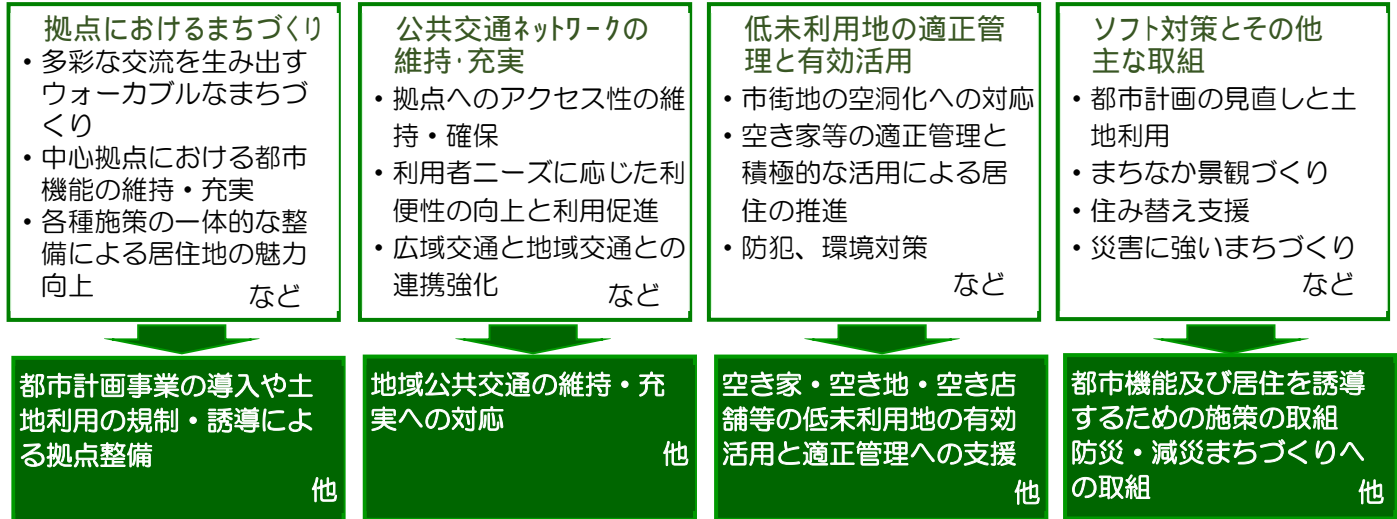 拠点におけるまちづくり
・多彩な交流を生み出す
ウォーカブルなまちづ
くり
・中心拠点における都市
機能の維持・充実
・各種施策の一体的な整
備による居住地の魅力
向上
など
公共交通ネットワークの
維持・充実
・拠点へのアクセス性の維
持・確保
・利用者ニーズに応じた利
便性の向上と利用促進
・広域交通と地域交通との
連携強化
など
低未利用地の適正管
理と有効活用
・市街地の空洞化への対応
・空き家等の適正管理と
積極的な活用による居
住の推進
・防犯、環境対策
など
ソフト対策とその他
主な取組
・都市計画の見直しと土
地利用
・まちなか景観づくり
・住み替え支援
・災害に強いまちづくり
など
都市計画事業の導入や土
地利用の規制・誘導によ
る拠点整備
他
地域公共交通の維持・充
実への対応
他
空き家・空き地・空き店
舗等の低未利用地の有効
活用と適正管理への支援
他
都市機能及び居住を誘導
するための施策の取組
防災・減災まちづくりへ
の取組
他